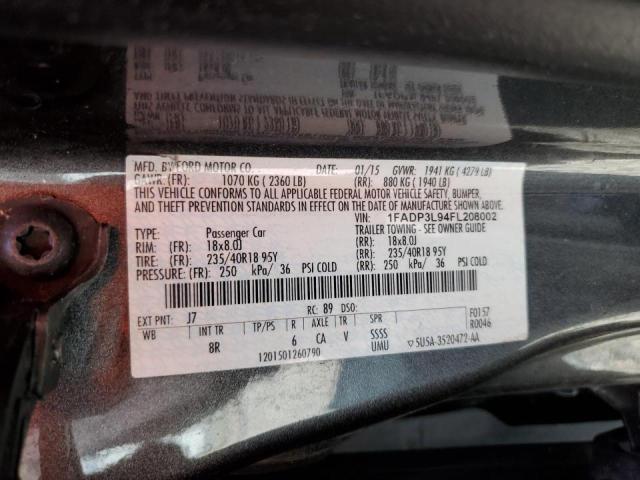 MFD. BY FORD MOTOR CO. DATE: 01/15 GVWR: 1941 KG ( 4279 LB)
GAWR: (FR): 1070 KG ( 2360 LB) (RR): 880 KG ( 1940 LB)
THIS VEHICLE CONFORMS TO ALL APPLICABLE FEDERAL MOTOR VEHICLE SAFETY, BUMPER,
AND THEFT PREVENTION STANDARDS IN EFFECT ON THE DATE OF MANUFACTURE SHOWN ABOVE.
VIN: 1FADP3L94FL208002
TYPE: Passenger Car TRAILER TOWING - SEE OWNER GUIDE
RIM: (FR) 18x8.0J (RR): 18x8.0J
TIRE: (FR) 235/40R18 95Y (RR): 235/40R18 95Y
PRESSURE: (FR) 250 kPa/ 36 PSI COLD (RR): 250 kPa/ 36 PSI COLD
EXT PNT: J7 RC: 89 DSO: F0157
WB INT TR TP/PS R AXLE TR SPR R0046
8R 6 CA V SSSS
UMU ▽5U5A-3520472-AA
1201501260790